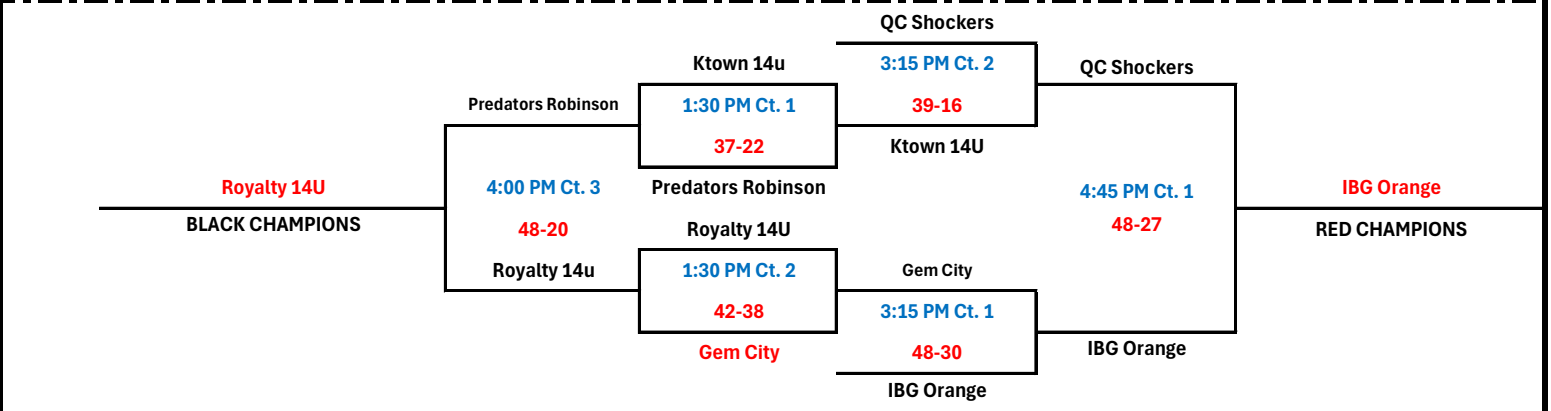 QC Shockers
Ktown 14u
3:15 PM Ct. 2
QC Shockers
Predators Robinson
1:30 PM Ct. 1
39-16
37-22
Ktown 14U
Royalty 14U
4:00 PM Ct. 3
Predators Robinson
4:45 PM Ct. 1
IBG Orange
BLACK CHAMPIONS
48-20
Royalty 14U
48-27
RED CHAMPIONS
Royalty 14u
1:30 PM Ct. 2
Gem City
42-38
3:15 PM Ct. 1
Gem City
48-30
IBG Orange
IBG Orange